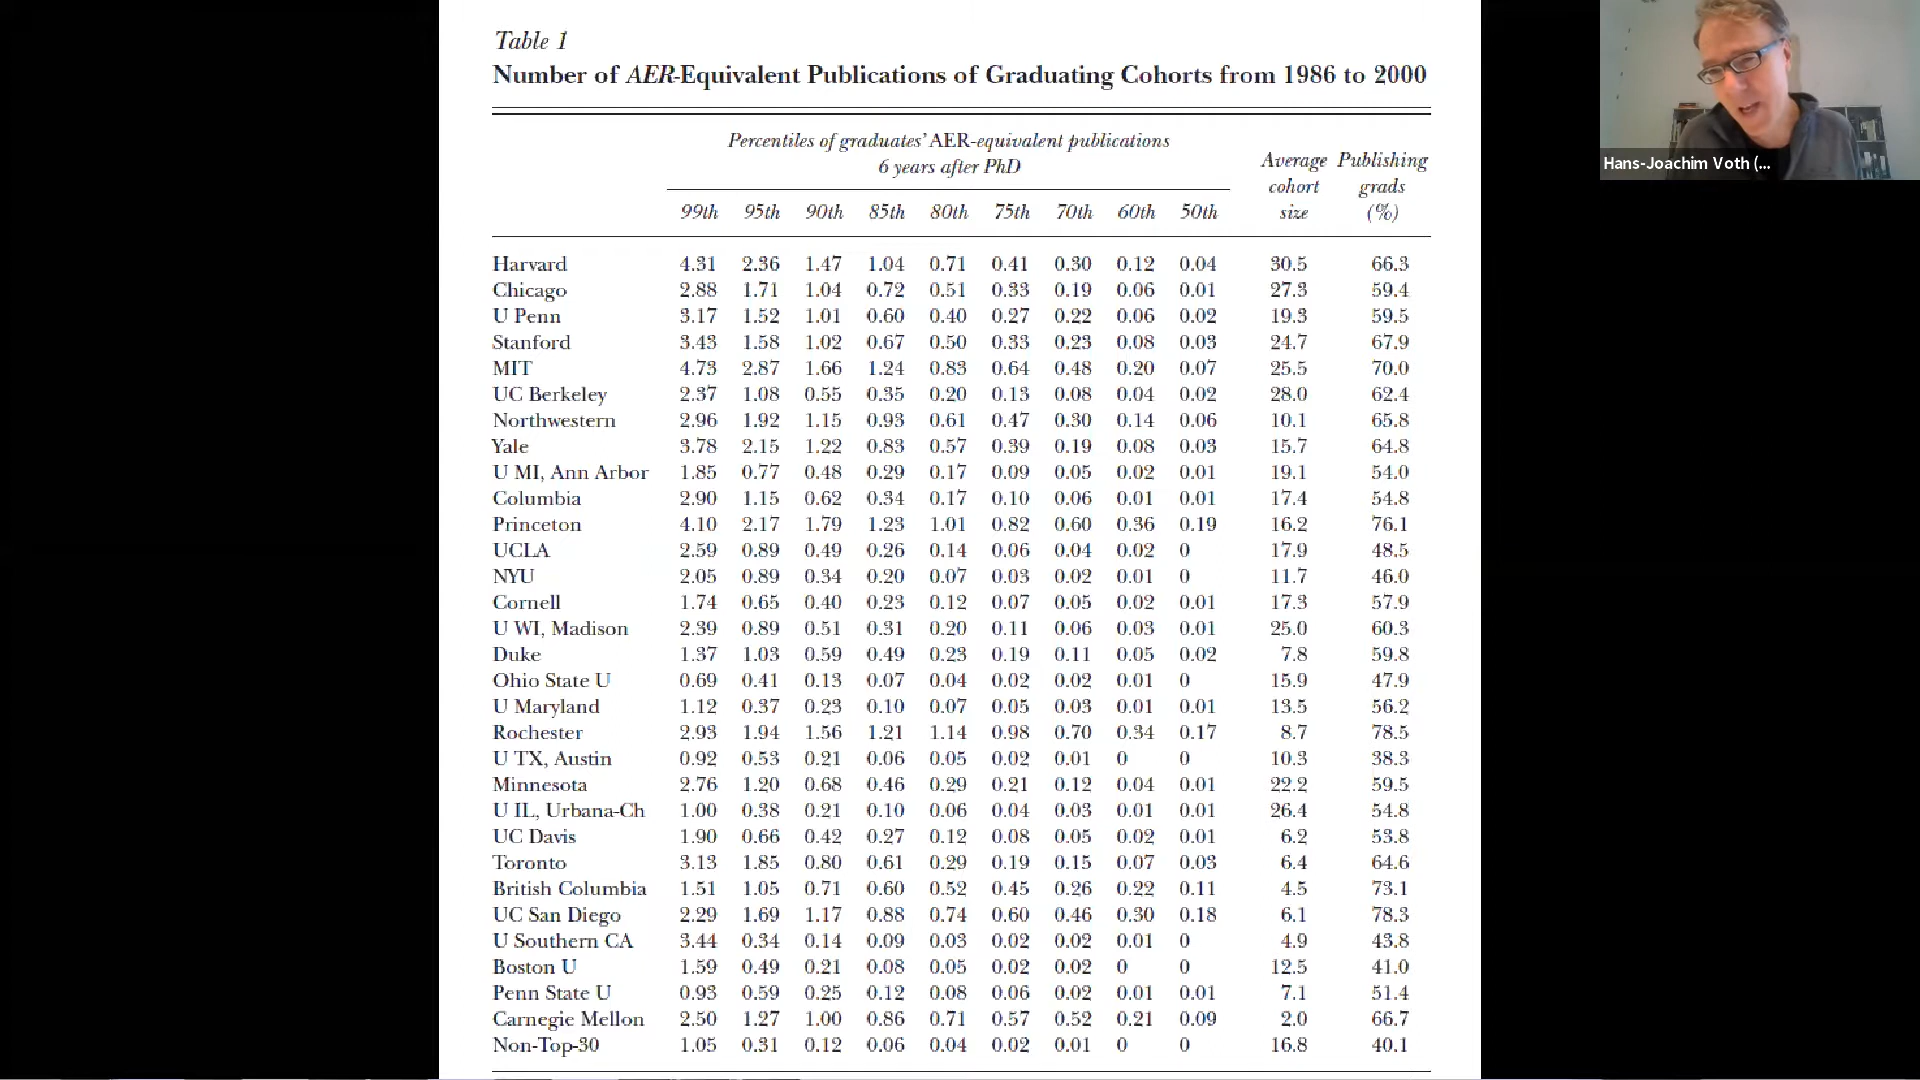 Table 1
Number of AER-Equivalent Publications of Graduating Cohorts from 1986 to 2000
Percentiles of graduates' AER-equivalent publications
6 years after PhD
Average Publishing
cohort grads
99th 95th 90th 85th 80th 75th 70th 60th 50th size (%)
Harvard 4.31 2.36 1.47 1.04 0.71 0.41 0.30 0.12 0.04 30.5 66.3
Chicago 2.88 1.71 1.04 0.72 0.51 0.33 0.19 0.06 0.01 27.3 59.4
U Penn 3.17 1.52 1.01 0.60 0.40 0.27 0.22 0.06 0.02 19.3 59.5
Stanford 3.43 1.58 1.02 0.67 0.50 0.33 0.23 0.08 0.03 24.7 67.9
MIT 4.73 2.87 1.66 1.24 0.83 0.64 0.48 0.20 0.07 25.5 70.0
UC Berkeley 2.37 1.08 0.55 0.35 0.20 0.13 0.08 0.04 0.02 28.0 62.4
Northwestern 2.96 1.92 1.15 0.93 0.61 0.47 0.30 0.14 0.06 10.1 65.8
Yale 3.78 2.15 1.22 0.83 0.57 0.39 0.19 0.08 0.03 15.7 64.8
U MI, Ann Arbor 1.85 0.77 0.48 0.29 0.17 0.09 0.05 0.02 0.01 19.1 54.0
Columbia 2.90 1.15 0.62 0.34 0.17 0.10 0.06 0.01 0.01 17.4 54.8
Princeton 4.10 2.17 1.79 1.23 1.01 0.82 0.60 0.36 0.19 16.2 76.1
UCLA 2.59 0.89 0.49 0.26 0.14 0.06 0.04 0.02 0 17.9 48.5
NYU 2.05 0.89 0.34 0.20 0.07 0.03 0.02 0.01 0 11.7 46.0
Cornell 1.74 0.65 0.40 0.23 0.12 0.07 0.05 0.02 0.01 17.3 57.9
U WI, Madison 2.39 0.89 0.51 0.31 0.20 0.11 0.06 0.03 0.01 25.0 60.3
Duke 1.37 1.03 0.59 0.49 0.23 0.19 0.11 0.05 0.02 7.8 59.8
Ohio State U 0.69 0.41 0.13 0.07 0.04 0.02 0.02 0.01 0 15.9 47.9
U Maryland 1.12 0.37 0.23 0.10 0.07 0.05 0.03 0.01 0.01 13.5 56.2
Rochester 2.93 1.94 1.56 1.21 1.14 0.98 0.70 0.34 0.17 8.7 78.5
U TX, Austin 0.92 0.53 0.21 0.06 0.05 0.02 0.01 0 0 10.3 38.3
Minnesota 2.76 1.20 0.68 0.46 0.29 0.21 0.12 0.04 0.01 22.2 59.5
U IL, Urbana-Ch 1.00 0.38 0.21 0.10 0.06 0.04 0.03 0.01 0.01 26.4 54.8
UC Davis 1.90 0.66 0.42 0.27 0.12 0.08 0.05 0.02 0.01 6.2 53.8
Toronto 3.13 1.85 0.80 0.61 0.29 0.19 0.15 0.07 0.03 6.4 64.6
British Columbia 1.51 1.05 0.71 0.60 0.52 0.45 0.26 0.22 0.11 4.5 73.1
UC San Diego 2.29 1.69 1.17 0.88 0.74 0.60 0.46 0.30 0.18 6.1 78.3
U Southern CA 3.44 0.34 0.14 0.09 0.03 0.02 0.02 0.01 0 4.9 43.8
Boston U 1.59 0.49 0.21 0.08 0.05 0.02 0.02 0 0 12.5 41.0
Penn State U 0.93 0.59 0.25 0.12 0.08 0.06 0.02 0.01 0.01 7.1 51.4
Carnegie Mellon 2.50 1.27 1.00 0.86 0.71 0.57 0.52 0.21 0.09 2.0 66.7
Non-Top-30 1.05 0.31 0.12 0.06 0.04 0.02 0.01 0 0 16.8 40.1
Hans-Joachim Voth (...